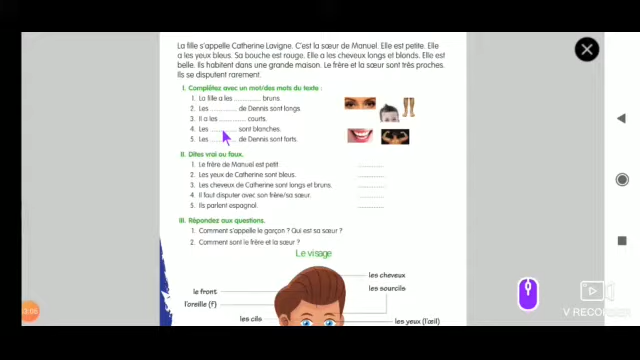 La fille s'appelle Catherine Lavigne. C'est la sœur de Manuel. Elle est petite. Elle
a les yeux bleus. Sa bouche est rouge. Elle a les cheveux longs et blonds. Elle est
belle. Ils habitent dans une grande maison. Le frère et la sœur sont très proches.
Ils se disputent rarement.
I. Complétez avec un mot/des mots du texte :
1. La fille a les .............. bruns.
2. Les .............. de Dennis sont longs.
3. Il a les .............. courts.
4. Les .............. sont blanches.
5. Les .............. de Dennis sont forts.
II. Dites vrai ou faux.
1. Le frère de Manuel est petit. ..............
2. Les yeux de Catherine sont bleus. ..............
3. Les cheveux de Catherine sont longs et bruns. ..............
4. Il faut disputer avec son frère/sa sœur. ..............
5. Ils parlent espagnol. ..............
III. Répondez aux questions.
1. Comment s'appelle le garçon ? Qui est sa sœur ?
2. Comment sont le frère et la sœur ?
Le visage
les cheveux
les sourcils
le front
l'oreille (f)
les cils
les yeux (l'œil)